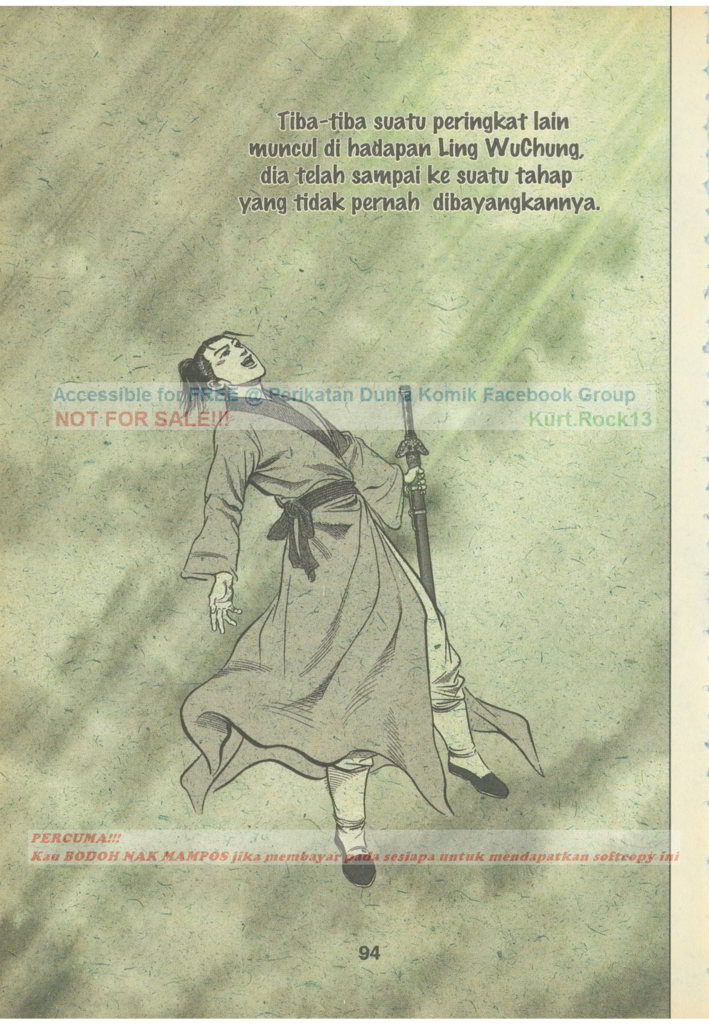 Tiba-tiba suatu peringkat lain
muncul di hadapan Ling WuChung,
dia telah sampai ke suatu tahap
yang tidak pernah dibayangkannya.
Accessible for FREE @ Perikatan Dunia Komik Facebook Group
NOT FOR SALE!!! Kurt.Rock13
PERCUMA!!!
Kau BODOH NAK MAMPOS jika membayar pada sesiapa untuk mendapatkan softcopy ini
94